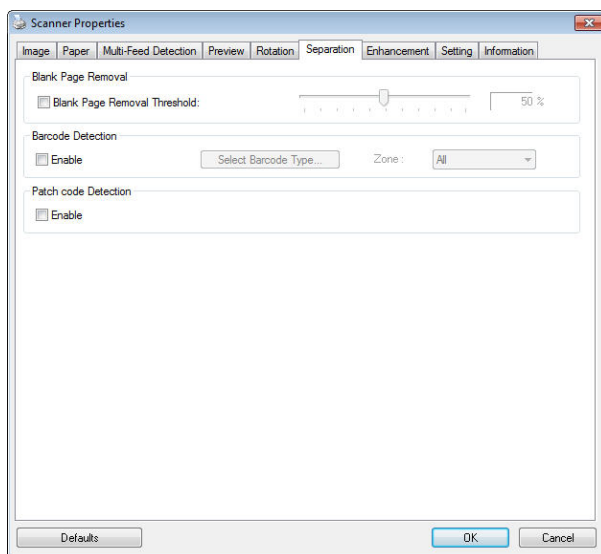 Scanner Properties
Image Paper Multi-Feed Detection Preview Rotation Separation Enhancement Setting Information
Blank Page Removal
Blank Page Removal Threshold: 50 %
Barcode Detection
Enable Select Barcode Type... Zone : All
Patch code Detection
Enable
Defaults OK Cancel